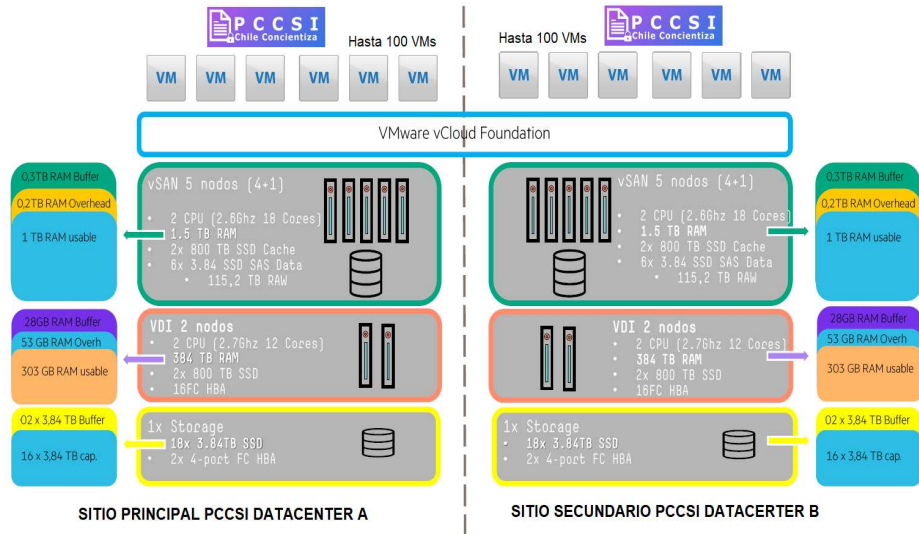 PCCSI
Chile Concientiza
Hasta 100 VMs
VM VM VM VM VM VM
PCCSI
Chile Concientiza
Hasta 100 VMs
VM VM VM VM VM VM
VMware vCloud Foundation
0,3TB RAM Buffer
0,2TB RAM Overhead
1 TB RAM usable
vSAN 5 nodos (4+1)
• 2 CPU (2.6Ghz 18 Cores)
• 1.5 TB RAM
• 2x 800 TB SSD Cache
• 6x 3.84 SSD SAS Data
• 115,2 TB RAW
vSAN 5 nodos (4+1)
• 2 CPU (2.6Ghz 18 Cores)
• 1.5 TB RAM
• 2x 800 TB SSD Cache
• 6x 3.84 SSD SAS Data
• 115,2 TB RAW
0,3TB RAM Buffer
0,2TB RAM Overhead
1 TB RAM usable
28GB RAM Buffer
53 GB RAM Overh
303 GB RAM usable
VDI 2 nodos
• 2 CPU (2.7Ghz 12 Cores)
• 384 TB RAM
• 2x 800 TB SSD
• 16FC HBA
VDI 2 nodos
• 2 CPU (2.7Ghz 12 Cores)
• 384 TB RAM
• 2x 800 TB SSD
• 16FC HBA
28GB RAM Buffer
53 GB RAM Overh
303 GB RAM usable
02 x 3,84 TB Buffer
16 x 3,84 TB cap.
1x Storage
• 18x 3.84TB SSD
• 2x 4-port FC HBA
1x Storage
• 18x 3.84TB SSD
• 2x 4-port FC HBA
02 x 3,84 TB Buffer
16 x 3,84 TB cap.
SITIO PRINCIPAL PCCSI DATACENTER A
SITIO SECUNDARIO PCCSI DATACERTER B